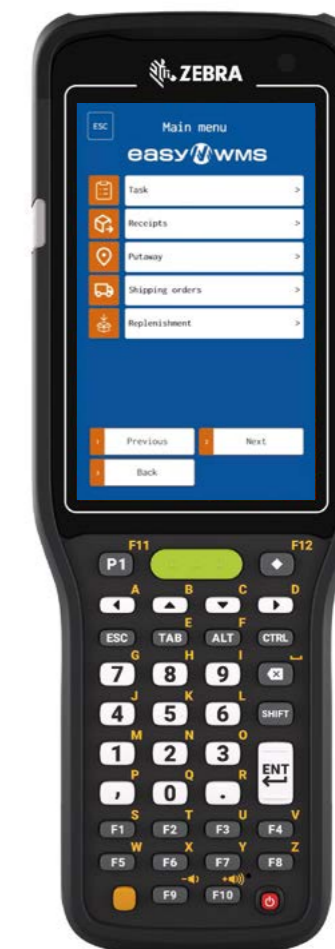 ZEBRA
ESC Main menu
easy WMS
Task >
Receipts >
Putaway >
Shipping orders >
Replenishment >
› Previous › Next
› Back
F11 F12
P1
A B C D
E F
ESC TAB ALT CTRL
G H I
7 8 9
J K L
4 5 6 SHIFT
M N O
1 2 3 ENT
P Q R
, 0 .
S T U V
F1 F2 F3 F4
W X Y Z
F5 F6 F7 F8
F9 F10